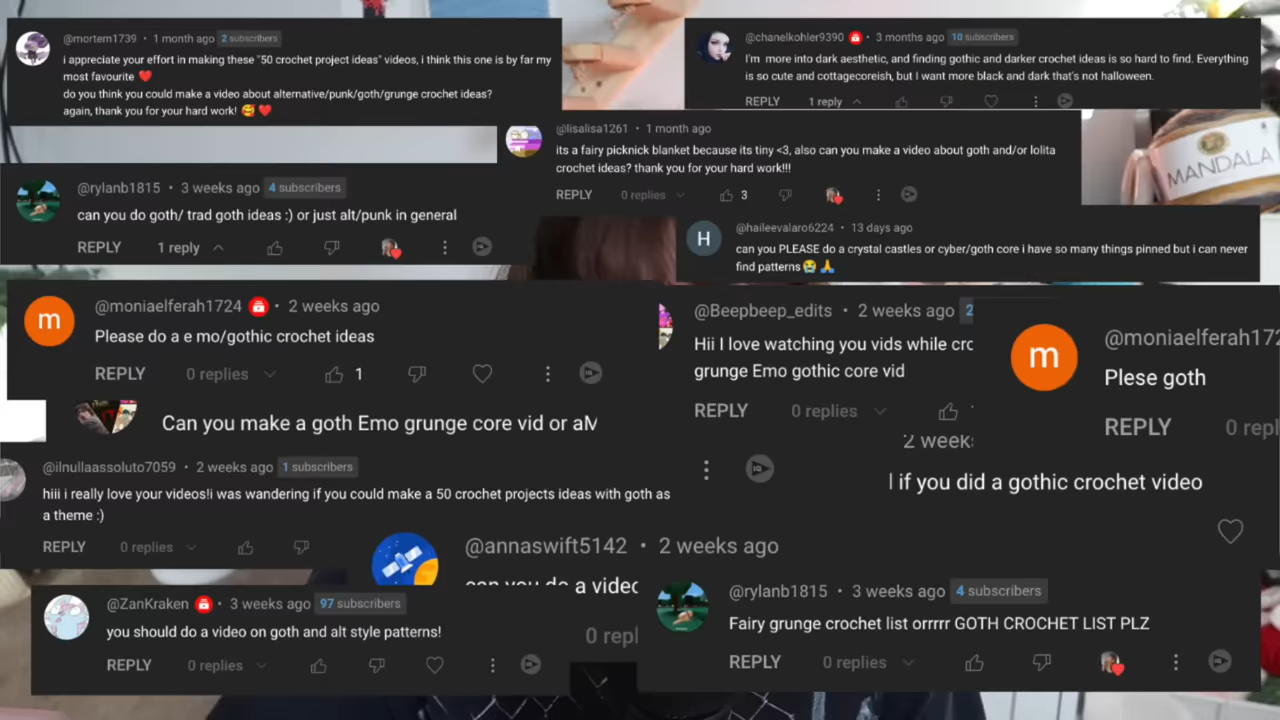 @mortem1739 • 1 month ago 2 subscribers
i appreciate your effort in making these "50 crochet project ideas" videos, i think this one is by far my
most favourite ❤️
do you think you could make a video about alternative/punk/goth/grunge crochet ideas?
again, thank you for your hard work! 🥰 ❤️
@chanelkohler9390 • 3 months ago 10 subscribers
I'm more into dark aesthetic, and finding gothic and darker crochet ideas is so hard to find. Everything
is so cute and cottagecoreish, but I want more black and dark that's not halloween.
REPLY 1 reply
@lisalisa1261 • 1 month ago
its a fairy picknick blanket because its tiny <3, also can you make a video about goth and/or lolita
crochet ideas? thank you for your hard work!!!
REPLY 0 replies 3
MANDALA
@rylanb1815 • 3 weeks ago 4 subscribers
can you do goth/ trad goth ideas :) or just alt/punk in general
REPLY 1 reply
H
@haileevalaro6224 • 13 days ago
can you PLEASE do a crystal castles or cyber/goth core i have so many things pinned but i can never
find patterns 😭 🙏
m
@moniaelferah1724 • 2 weeks ago
Please do a e mo/gothic crochet ideas
REPLY 0 replies 1
@Beepbeep_edits • 2 weeks ago 2
Hii I love watching you vids while cro
grunge Emo gothic core vid
REPLY 0 replies
m
@moniaelferah172
Plese goth
REPLY 0 repl
Can you make a goth Emo grunge core vid or aM
2 week
l if you did a gothic crochet video
@ilnullaassoluto7059 • 2 weeks ago 1 subscribers
hiii i really love your videos!i was wandering if you could make a 50 crochet projects ideas with goth as
a theme :)
REPLY 0 replies
@annaswift5142 • 2 weeks ago
can you do a video
0 repl
@ZanKraken • 3 weeks ago 97 subscribers
you should do a video on goth and alt style patterns!
REPLY 0 replies
@rylanb1815 • 3 weeks ago 4 subscribers
Fairy grunge crochet list orrrrr GOTH CROCHET LIST PLZ
REPLY 0 replies